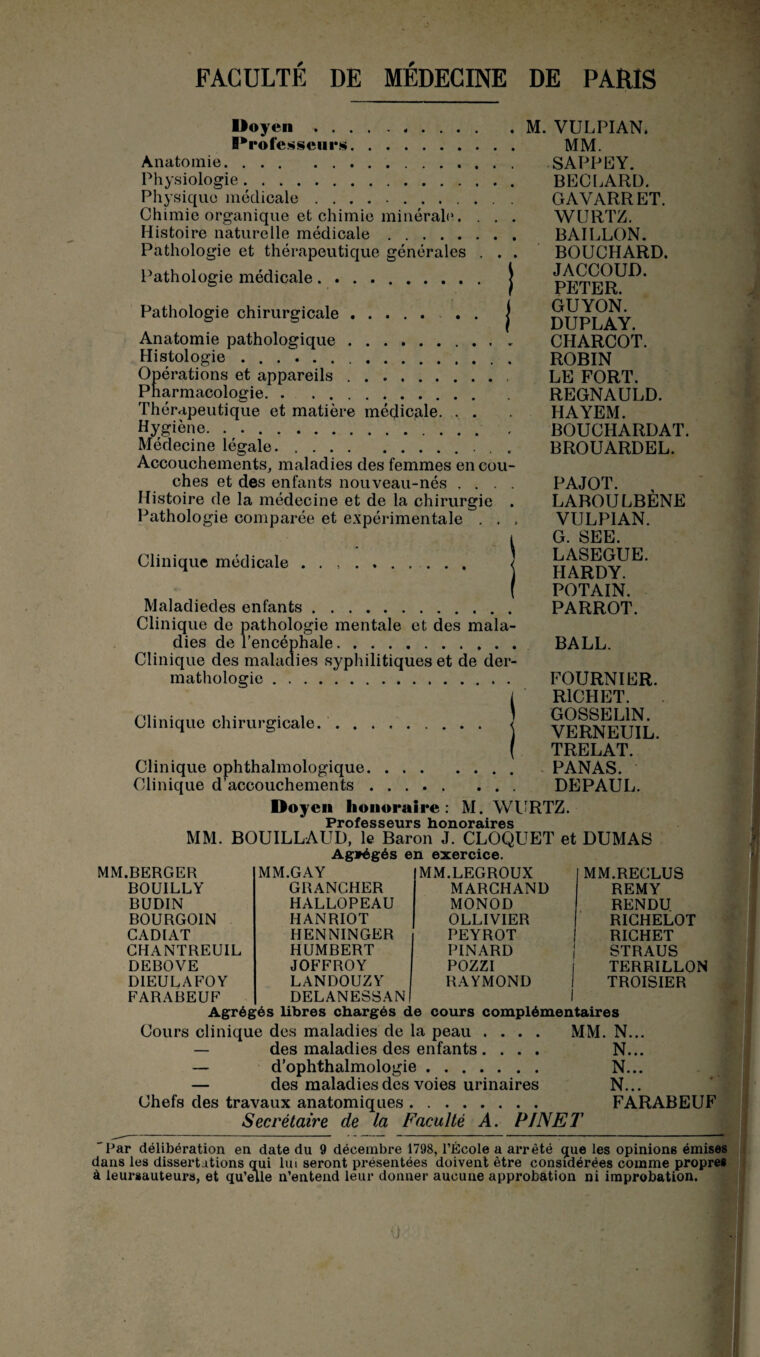 FACULTÉ DE MÉDECINE DE PARIS
Doyen . . . . . . . . . . . M. VULPIAN.
Professeurs. . . . . . . . . . MM.
Anatomie. . . . . . . . . . . . . . . . SAPPEY.
Physiologie. . . . . . . . . . . . . . . . BECLARD.
Physique médicale . . . . . . . . . . . . GAVARRET.
Chimie organique et chimie minérale. . . . WURTZ.
Histoire naturelle médicale . . . . . . . . BAILLON.
Pathologie et thérapeutique générales . . . BOUCHARD.
Pathologie médicale. . . . . . . . . . } JACCOUD.
PETER.
Pathologie chirurgicale . . . . . . . } GUYON.
DUPLAY.
Anatomie pathologique . . . . . . . . . . CHARCOT.
Histologie . . . . . . . . . . . . . . . ROBIN
Opérations et appareils . . . . . . . . . . LE FORT.
Pharmacologie. . . . . . . . . . . . . REGNAULD.
Thérapeutique et matière médicale. . . . HAYEM.
Hygiène. . . . . . . . . . . . . . . . BOUCHARDAT.
Médecine légale. . . . . . . . . . . . . BROUARDEL.
Accouchements, maladies des femmes en cou-
ches et des enfants nouveau-nés . . . . PAJOT.
Histoire de la médecine et de la chirurgie . LABOULBÈNE
Pathologie comparée et expérimentale . . . VULPIAN.
G. SEE.
Clinique médicale . . . . . . . . . . { LASEGUE.
HARDY.
POTAIN.
Maladiedes enfants . . . . . . . . . . . . PARROT.
Clinique de pathologie mentale et des mala-
dies de l'encéphale. . . . . . . . . . . BALL.
Clinique des maladies syphilitiques et de der-
mathologie . . . . . . . . . . . . . . . FOURNIER.
RICHET.
Clinique chirurgicale. . . . . . . . . . { GOSSELIN.
VERNEUIL.
TRELAT.
Clinique ophthalmologique. . . . . . . . PANAS.
Clinique d'accouchements . . . . . . . . DEPAUL.
Doyen honoraire : M. WURTZ.
Professeurs honoraires
MM. BOUILLAUD, le Baron J. CLOQUET et DUMAS
Agrégés en exercice.
MM.BERGER MM.GAY MM.LEGROUX MM.RECLUS
BOUILLY GRANCHER MARCHAND REMY
BUDIN HALLOPEAU MONOD RENDU
BOURGOIN HANRIOT OLLIVIER RICHELOT
CADIAT HENNINGER PEYROT RICHET
CHANTREUIL HUMBERT PINARD STRAUS
DEBOVE JOFFROY POZZI TERRILLON
DIEULAFOY LANDOUZY RAYMOND TROISIER
FARABEUF DELANESSAN
Agrégés libres chargés de cours complémentaires
Cours clinique des maladies de la peau . . . . MM. N...
— des maladies des enfants. . . . N...
— d'ophthalmologie . . . . . . . N...
— des maladies des voies urinaires N...
Chefs des travaux anatomiques . . . . . . . . FARABEUF
Secrétaire de la Faculté A. PINET
Par délibération en date du 9 décembre 1798, l'École a arrêté que les opinions émises
dans les dissertations qui lui seront présentées doivent être considérées comme propres
à leursauteurs, et qu'elle n'entend leur donner aucune approbation ni improbation.